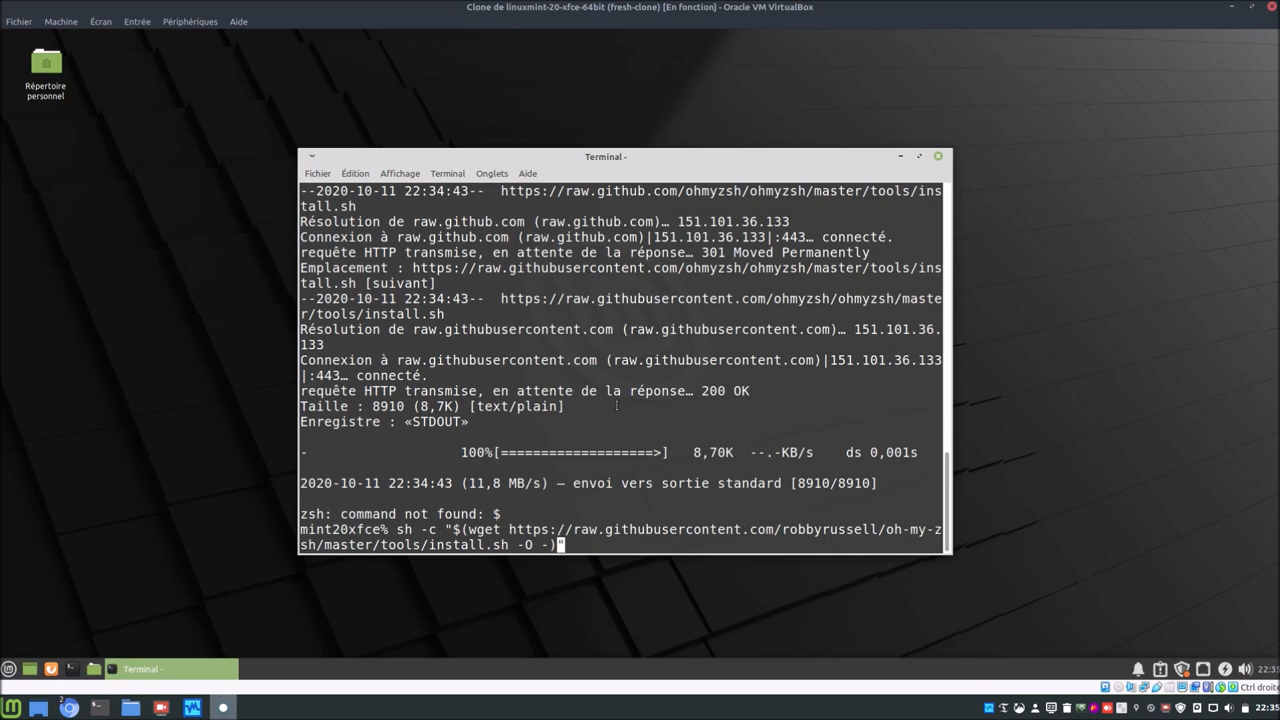 Clone de linuxmint-20-xfce-64bit (fresh-clone) [En fonction] - Oracle VM VirtualBox
Fichier Machine Écran Entrée Périphériques Aide
Répertoire
personnel
Terminal -
Fichier Édition Affichage Terminal Onglets Aide
--2020-10-11 22:34:43-- https://raw.github.com/ohmyzsh/ohmyzsh/master/tools/ins
tall.sh
Résolution de raw.github.com (raw.github.com)… 151.101.36.133
Connexion à raw.github.com (raw.github.com)|151.101.36.133|:443… connecté.
requête HTTP transmise, en attente de la réponse… 301 Moved Permanently
Emplacement : https://raw.githubusercontent.com/ohmyzsh/ohmyzsh/master/tools/ins
tall.sh [suivant]
--2020-10-11 22:34:43-- https://raw.githubusercontent.com/ohmyzsh/ohmyzsh/maste
r/tools/install.sh
Résolution de raw.githubusercontent.com (raw.githubusercontent.com)… 151.101.36.
133
Connexion à raw.githubusercontent.com (raw.githubusercontent.com)|151.101.36.133
|:443… connecté.
requête HTTP transmise, en attente de la réponse… 200 OK
Taille : 8910 (8,7K) [text/plain]
Enregistre : «STDOUT»
- 100%[===================>] 8,70K --.-KB/s ds 0,001s
2020-10-11 22:34:43 (11,8 MB/s) — envoi vers sortie standard [8910/8910]
zsh: command not found: $
mint20xfce% sh -c "$(wget https://raw.githubusercontent.com/robbyrussell/oh-my-z
sh/master/tools/install.sh -O -)"
Terminal -
22:35
Ctrl droite
2
22:35